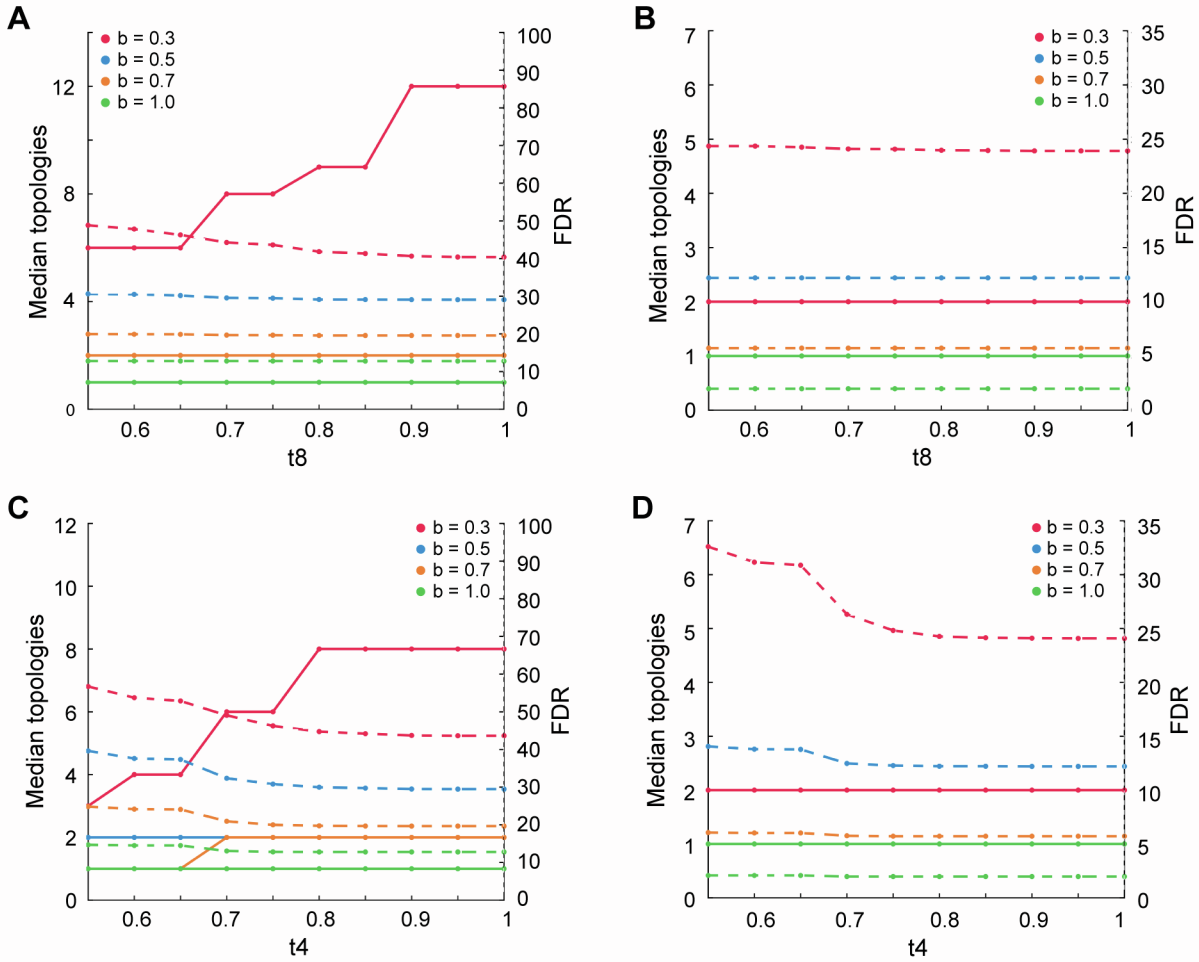 A
b = 0.3
b = 0.5
b = 0.7
b = 1.0
Median topologies
12
8
4
0
100
90
80
70
60
50
40
30
20
10
0
FDR
0.6 0.7 0.8 0.9 1
t8
B
b = 0.3
b = 0.5
b = 0.7
b = 1.0
Median topologies
7
6
5
4
3
2
1
0
35
30
25
20
15
10
5
0
FDR
0.6 0.7 0.8 0.9 1
t8
C
b = 0.3
b = 0.5
b = 0.7
b = 1.0
Median topologies
12
10
8
6
4
2
0
100
90
80
70
60
50
40
30
20
10
0
FDR
0.6 0.7 0.8 0.9 1
t4
D
b = 0.3
b = 0.5
b = 0.7
b = 1.0
Median topologies
7
6
5
4
3
2
1
0
35
30
25
20
15
10
5
0
FDR
0.6 0.7 0.8 0.9 1
t4